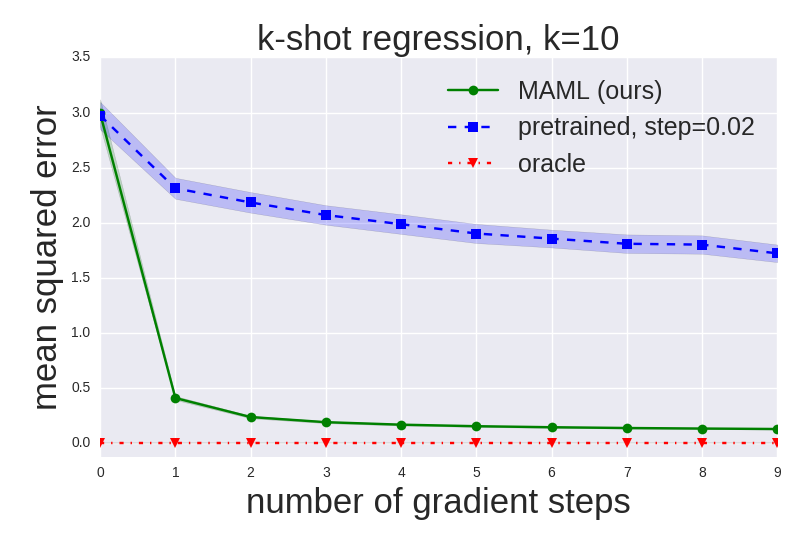 k-shot regression, k=10
MAML (ours)
pretrained, step=0.02
oracle
mean squared error
3.5
3.0
2.5
2.0
1.5
1.0
0.5
0.0
0 1 2 3 4 5 6 7 8 9
number of gradient steps